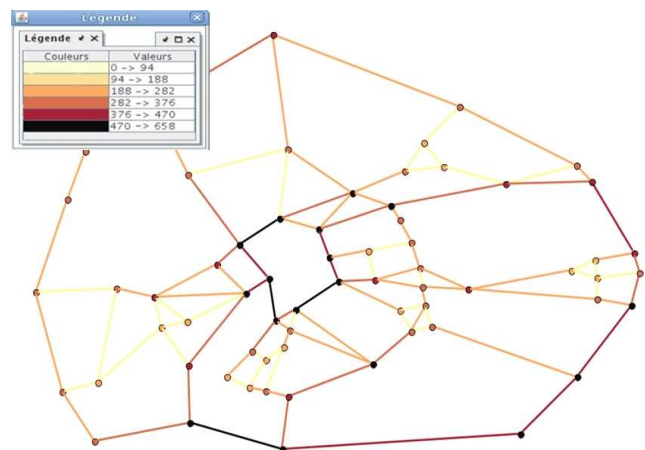 Légende
Légende
Couleurs Valeurs
0 -> 94
94 -> 188
188 -> 282
282 -> 376
376 -> 470
470 -> 658